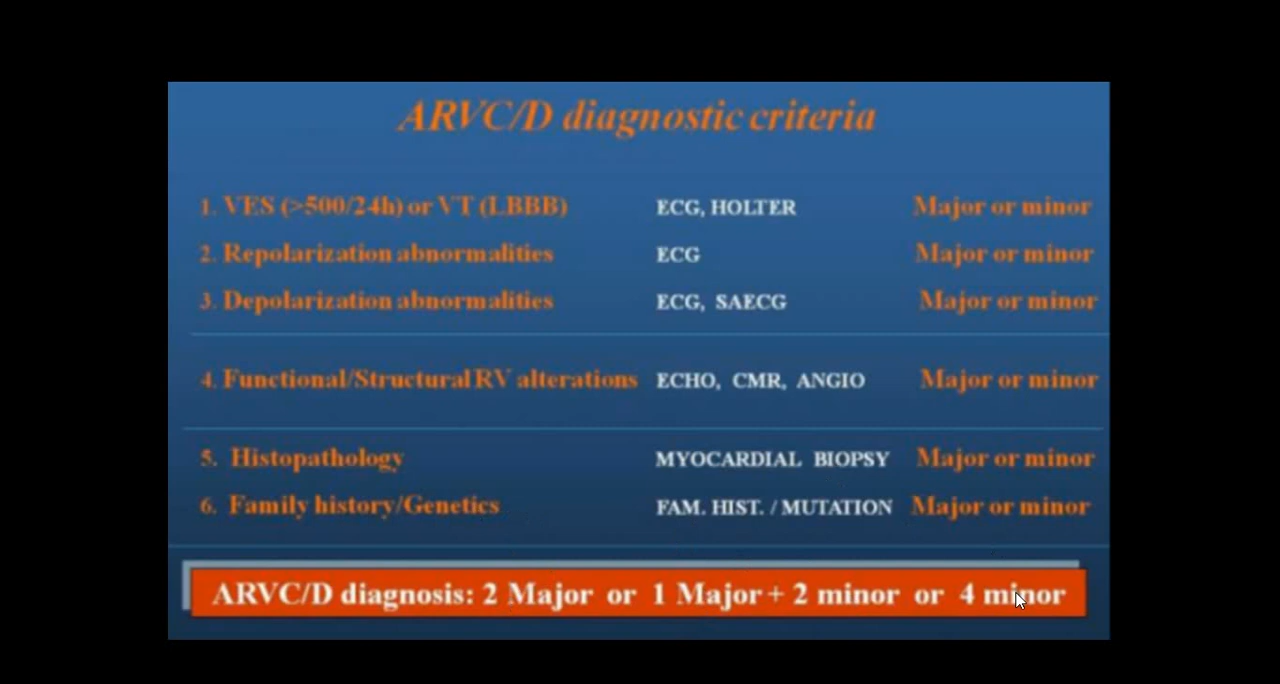 ARVC/D diagnostic criteria
1. VES (>500/24h) or VT (LBBB) ECG, HOLTER Major or minor
2. Repolarization abnormalities ECG Major or minor
3. Depolarization abnormalities ECG, SAECG Major or minor
4. Functional/Structural RV alterations ECHO, CMR, ANGIO Major or minor
5. Histopathology MYOCARDIAL BIOPSY Major or minor
6. Family history/Genetics FAM. HIST. / MUTATION Major or minor
ARVC/D diagnosis: 2 Major or 1 Major + 2 minor or 4 minor